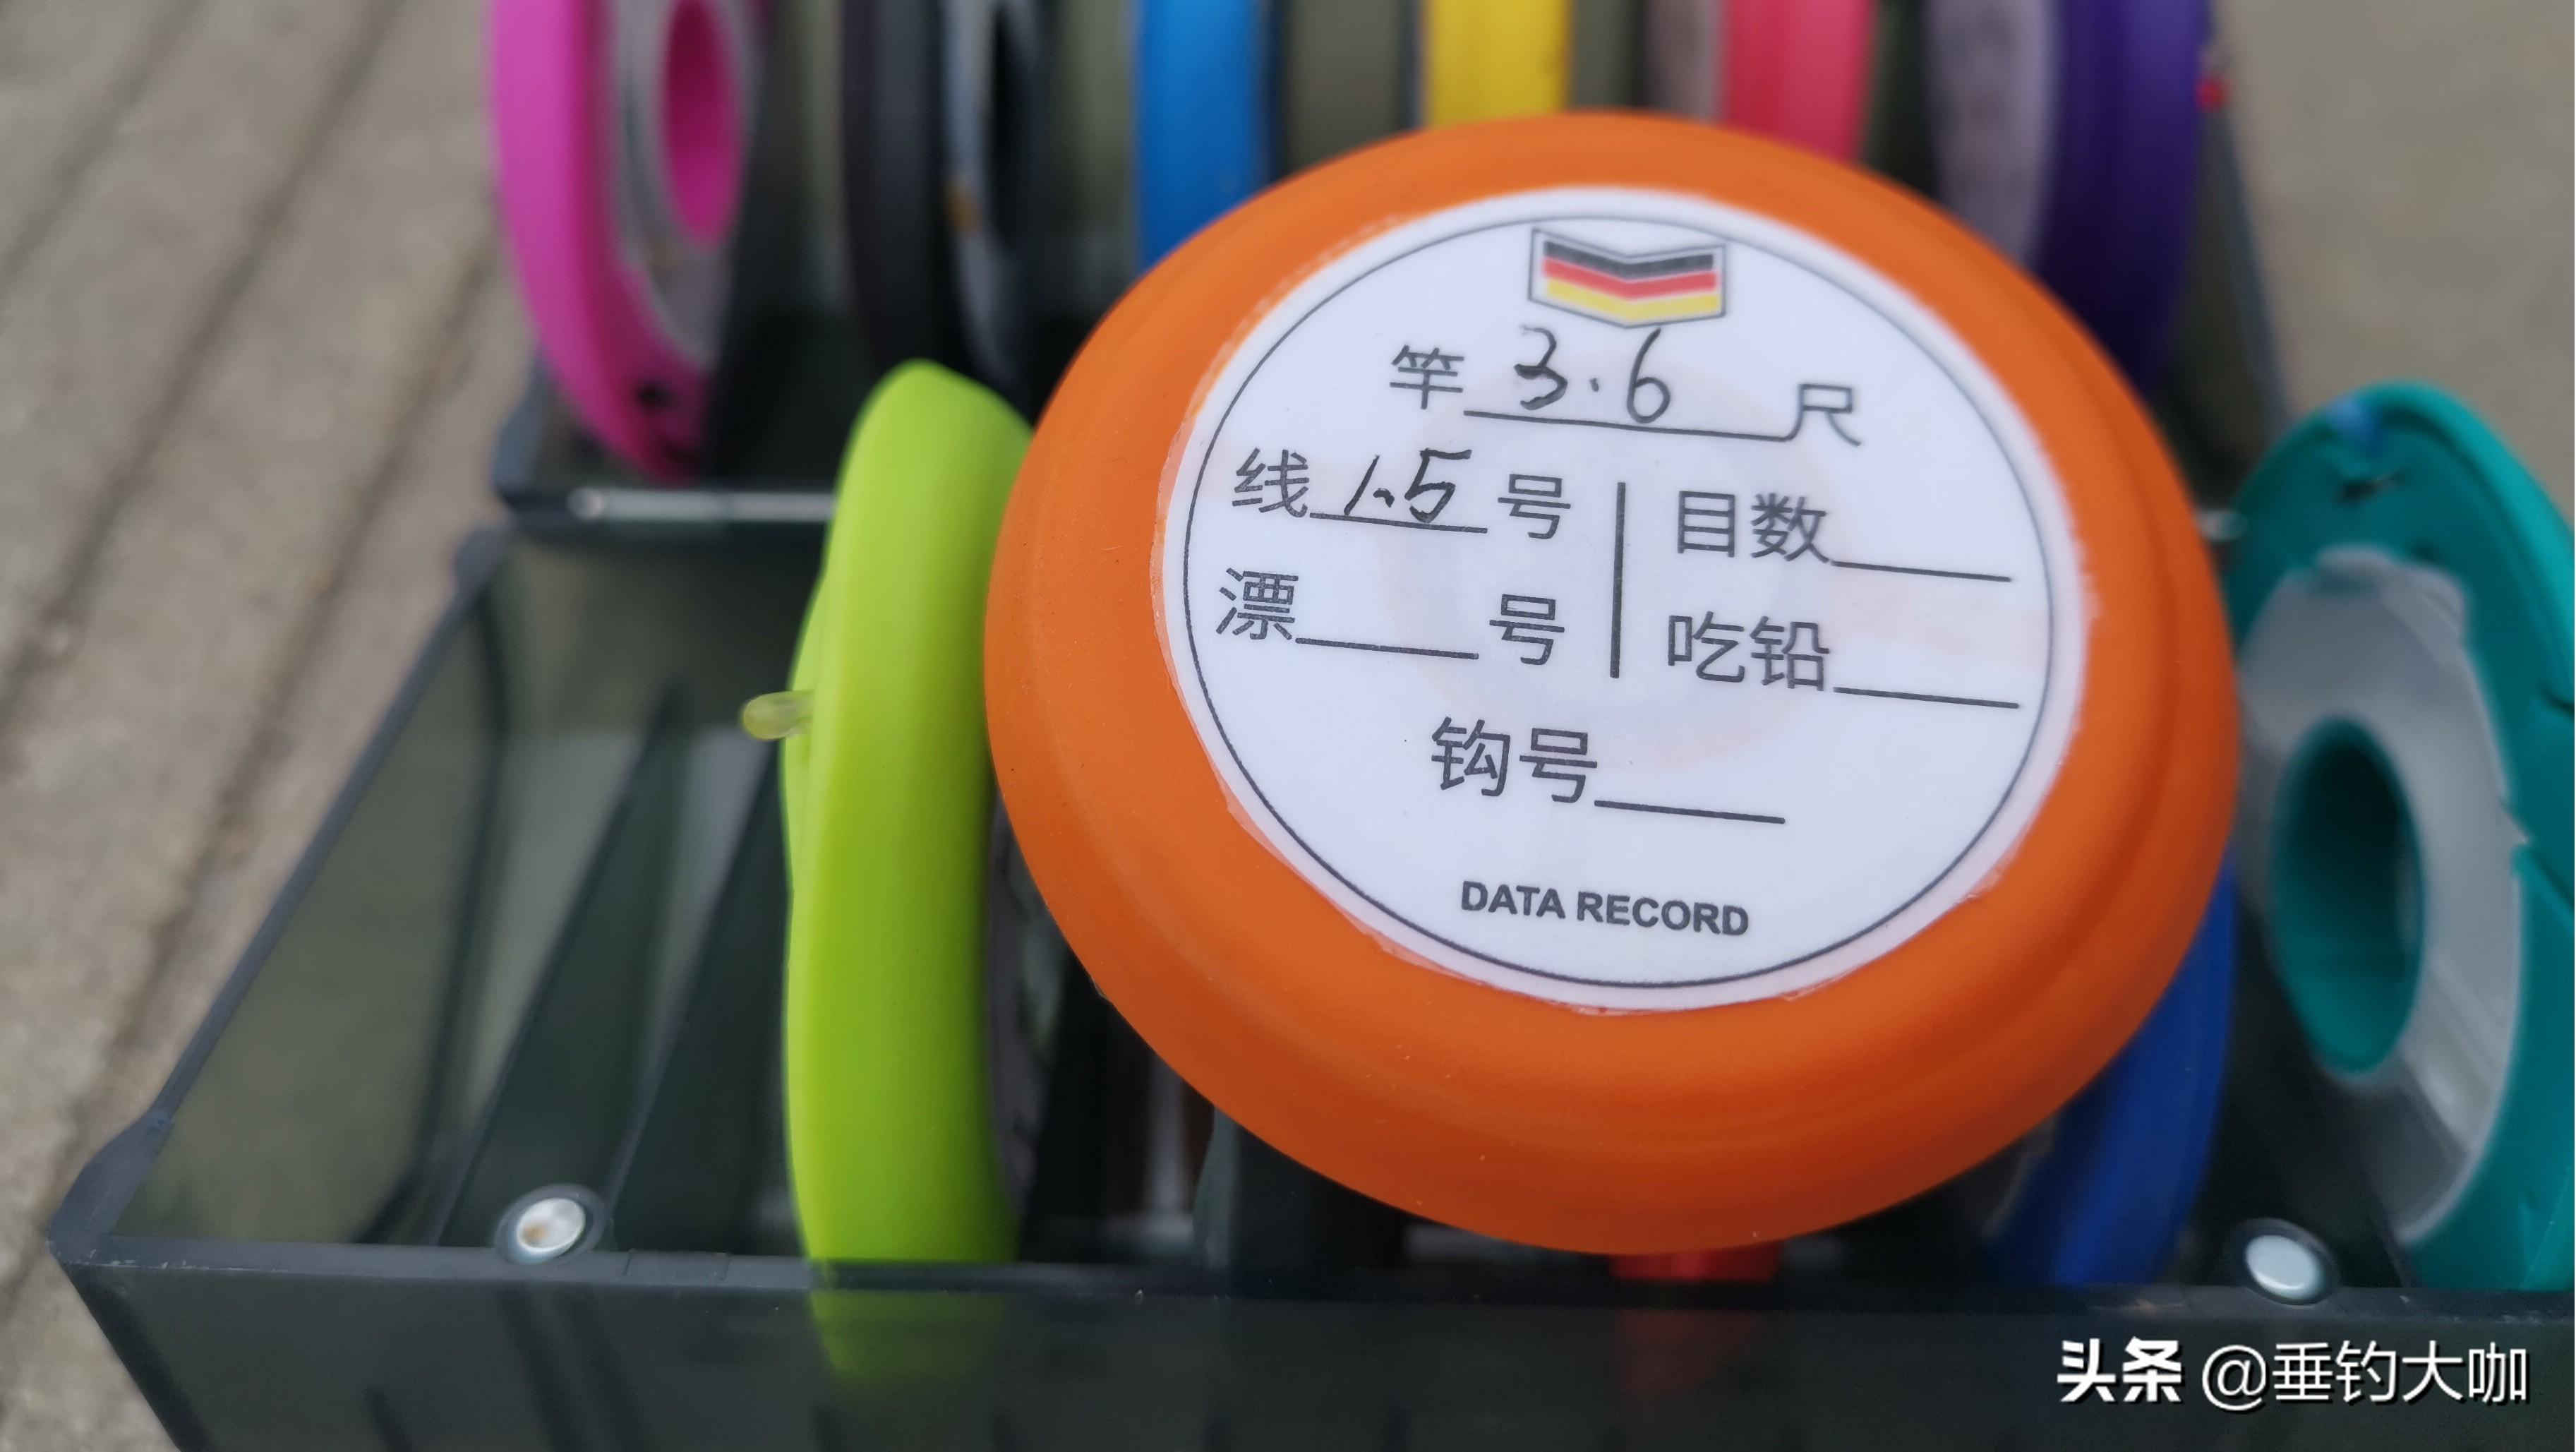 竿 3.6 尺
线 1.5 号 目数
漂 号 吃铅
钩号
DATA RECORD
头条 @垂钓大咖